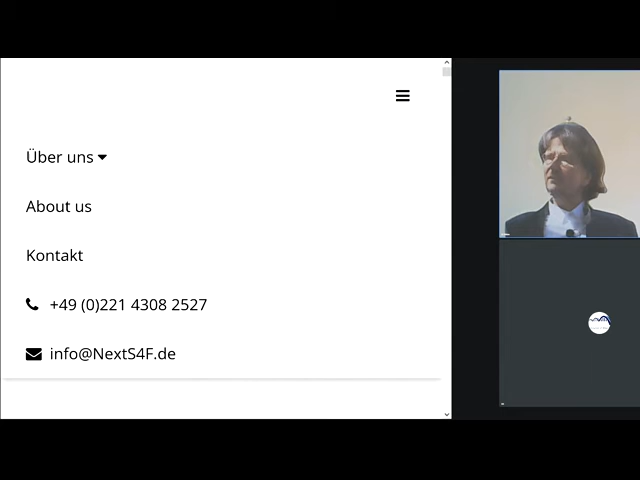 Über uns
About us
Kontakt
+49 (0)221 4308 2527
info@NextS4F.de